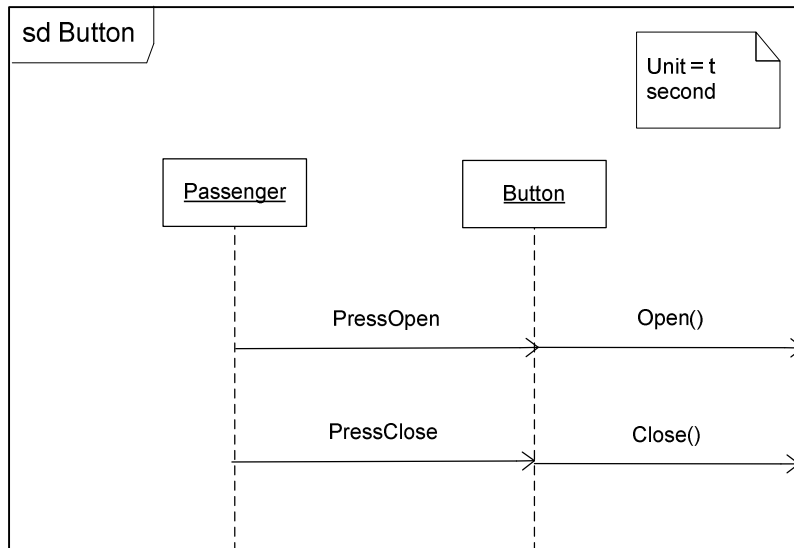 sd Button
Unit = t
second
Passenger
Button
PressOpen
Open()
PressClose
Close()